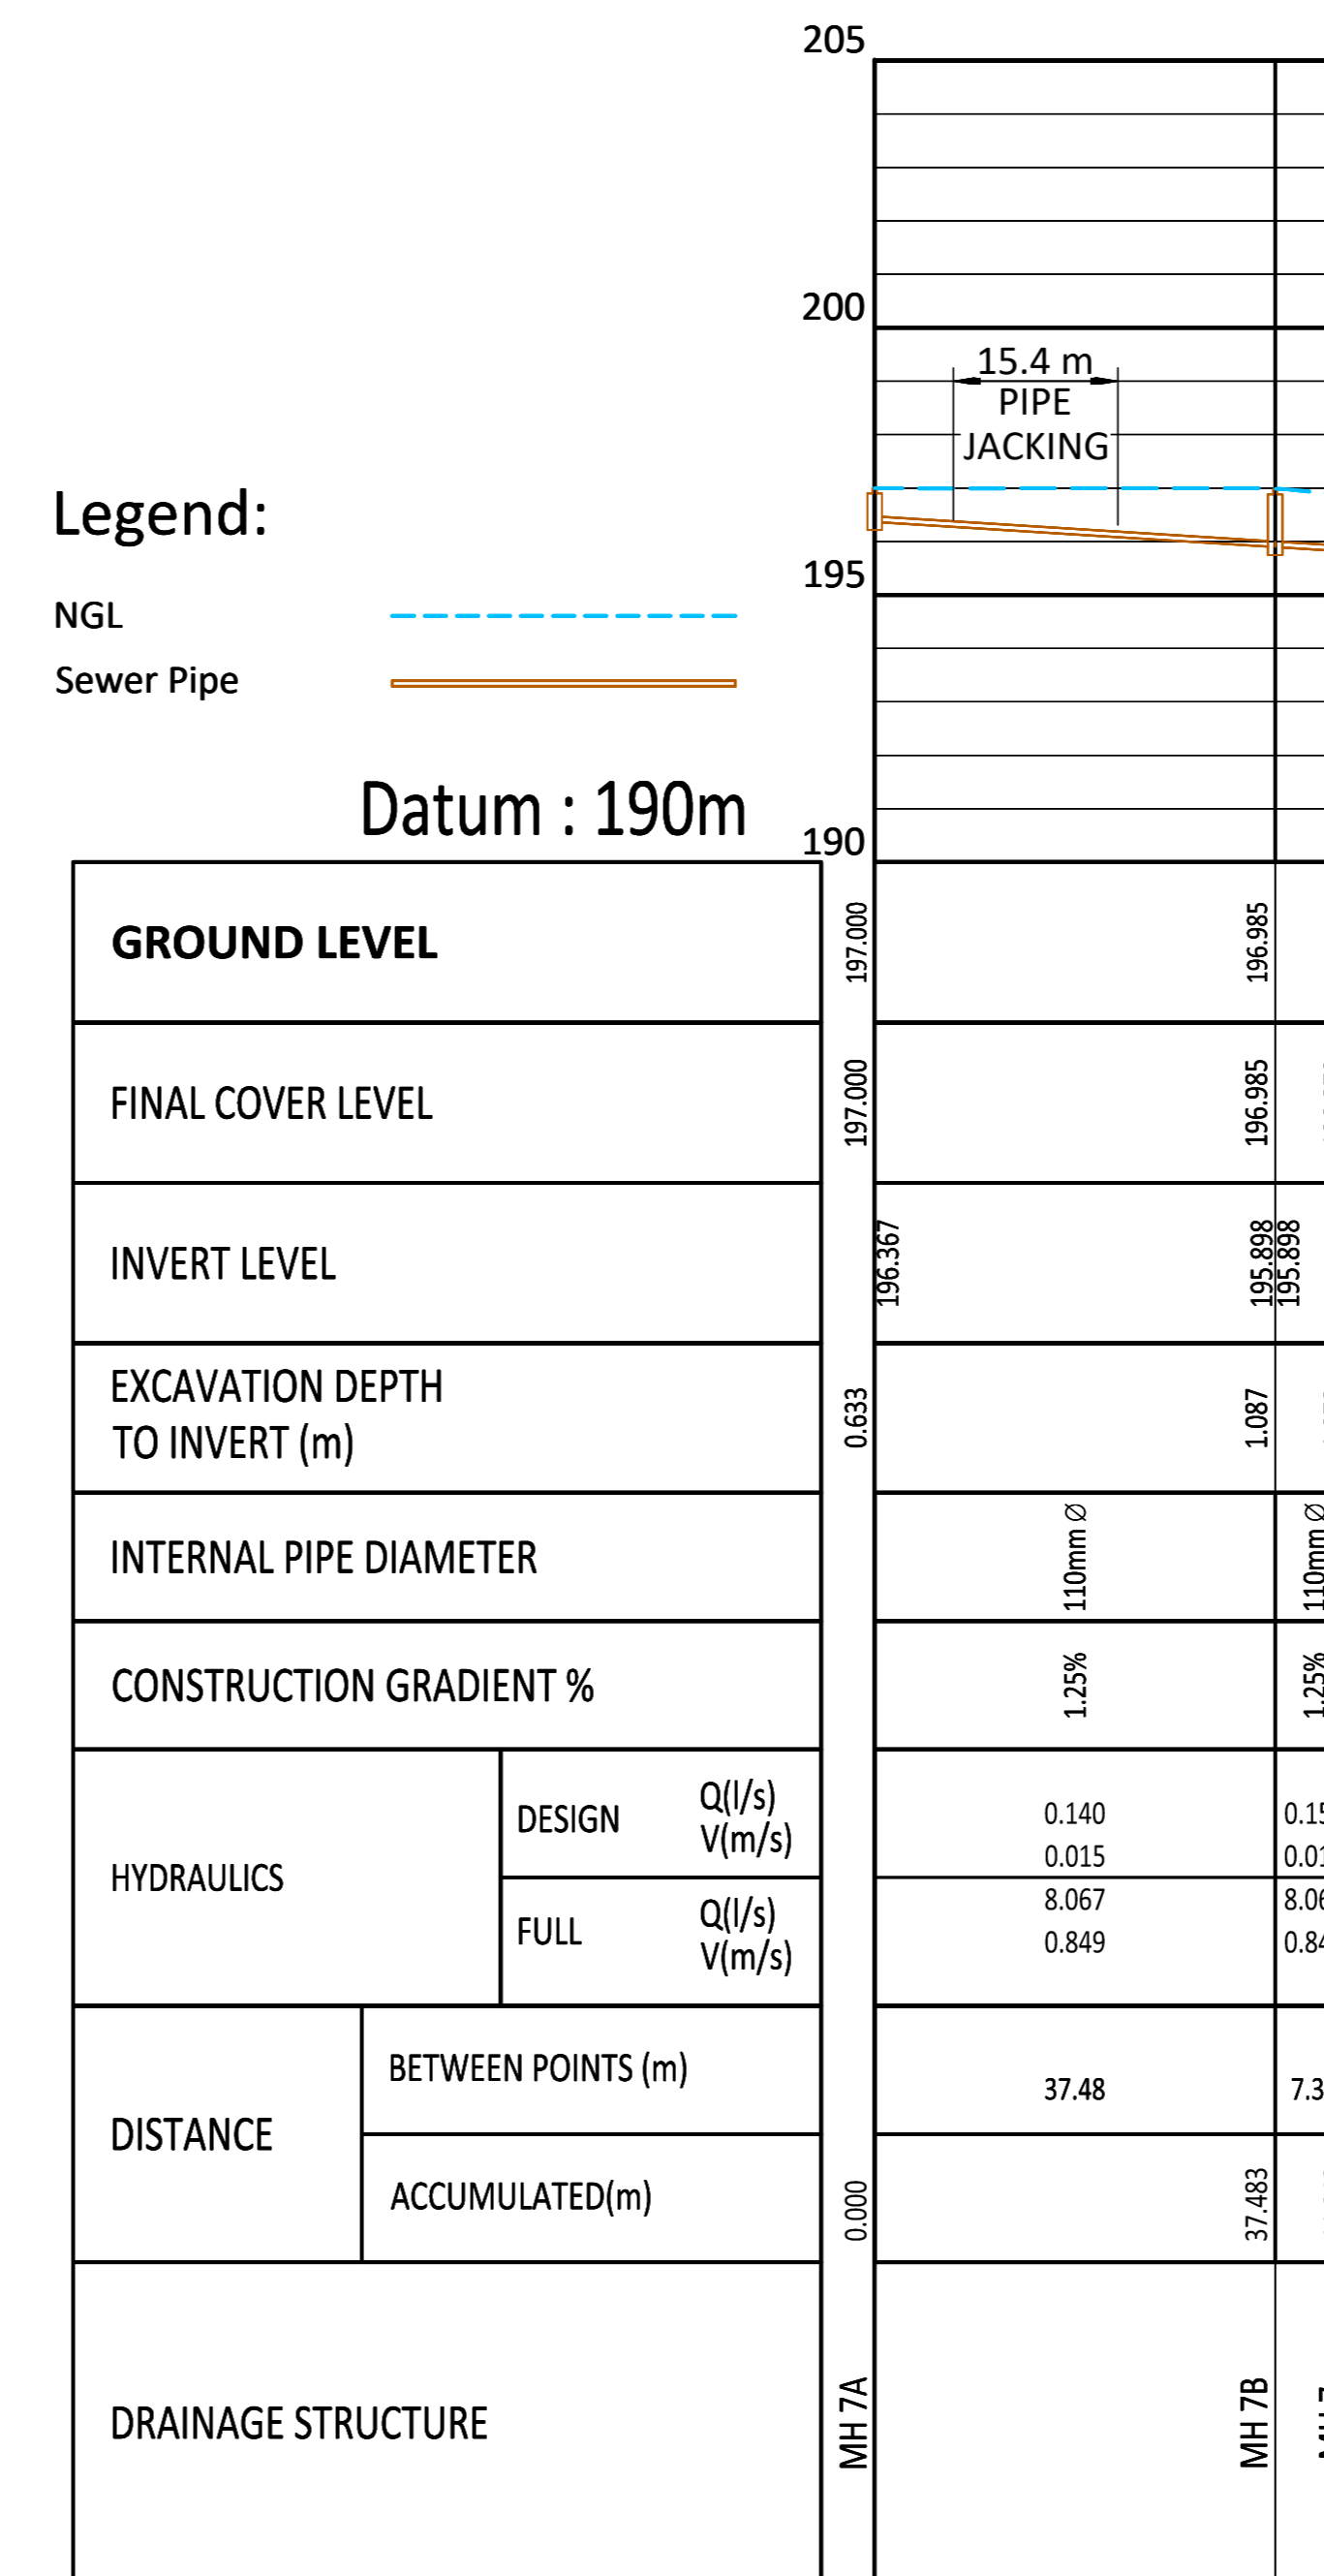 205
200
15.4 m
PIPE
JACKING
Legend:
195
NGL
Sewer Pipe
Datum : 190m
190
GROUND LEVEL
197.000
196.985
FINAL COVER LEVEL
197.000
196.985
INVERT LEVEL
196.367
195.898
195.898
EXCAVATION DEPTH
TO INVERT (m)
0.633
1.087
INTERNAL PIPE DIAMETER
110mm Ø
110mm Ø
CONSTRUCTION GRADIENT %
1.25%
1.25%
HYDRAULICS
DESIGN
Q(l/s)
V(m/s)
0.140
0.015
FULL
Q(l/s)
V(m/s)
8.067
0.849
DISTANCE
BETWEEN POINTS (m)
37.48
ACCUMULATED(m)
0.000
37.483
DRAINAGE STRUCTURE
MH 7A
MH 7B